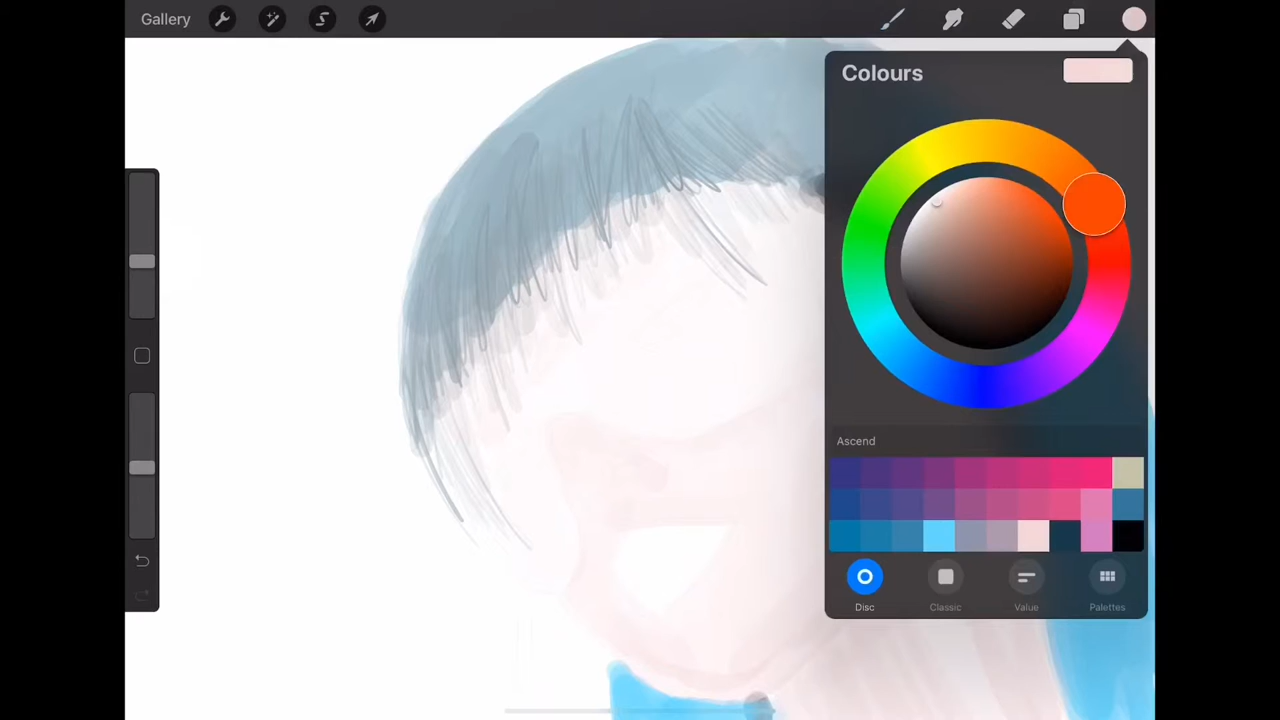 Gallery
Colours
Ascend
Disc
Classic
Value
Palettes